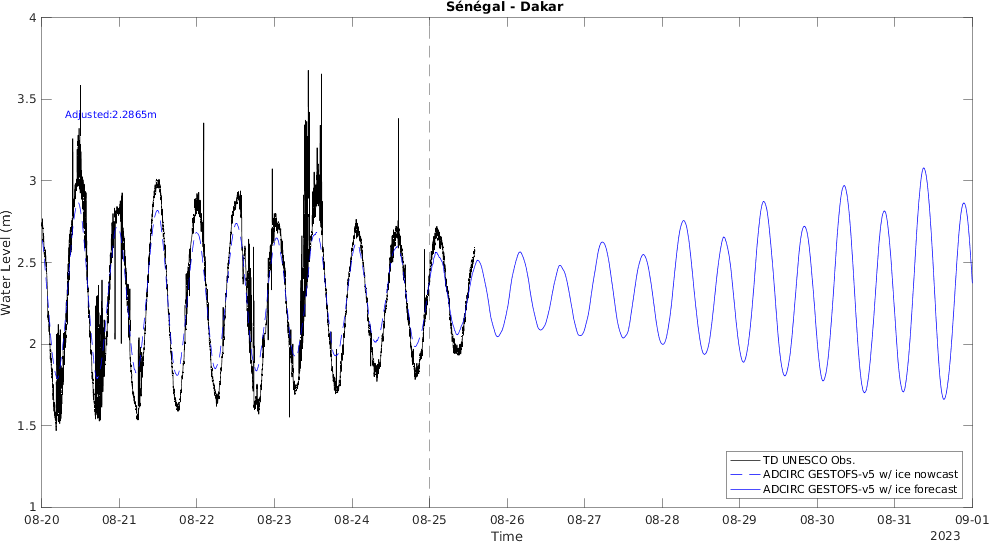 Sénégal - Dakar
Water Level (m)
4
3.5
3
2.5
2
1.5
1
Adjusted:2.2865m
TD UNESCO Obs.
ADCIRC GESTOFS-v5 w/ ice nowcast
ADCIRC GESTOFS-v5 w/ ice forecast
08-20 08-21 08-22 08-23 08-24 08-25 08-26 08-27 08-28 08-29 08-30 08-31 09-01
Time
2023